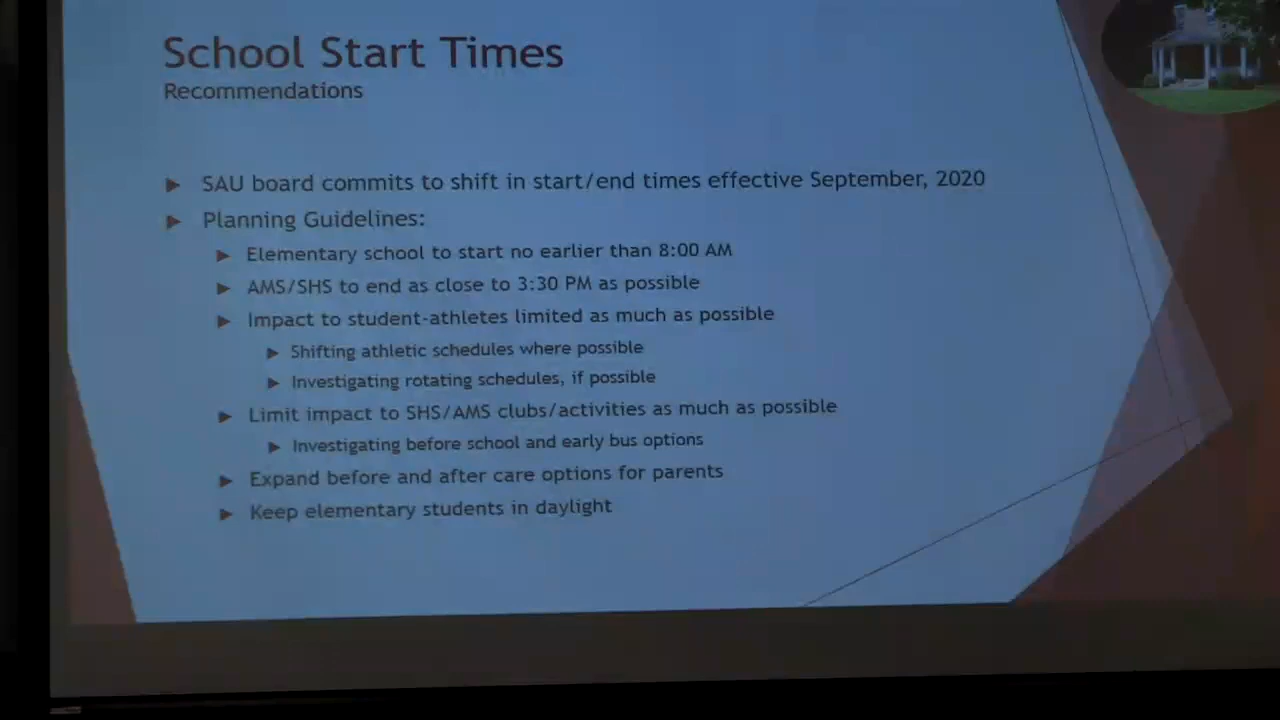 School Start Times
Recommendations
SAU board commits to shift in start/end times effective September, 2020
Planning Guidelines:
Elementary school to start no earlier than 8:00 AM
AMS/SHS to end as close to 3:30 PM as possible
Impact to student-athletes limited as much as possible
Shifting athletic schedules where possible
Investigating rotating schedules, if possible
Limit impact to SHS/AMS clubs/activities as much as possible
Investigating before school and early bus options
Expand before and after care options for parents
Keep elementary students in daylight